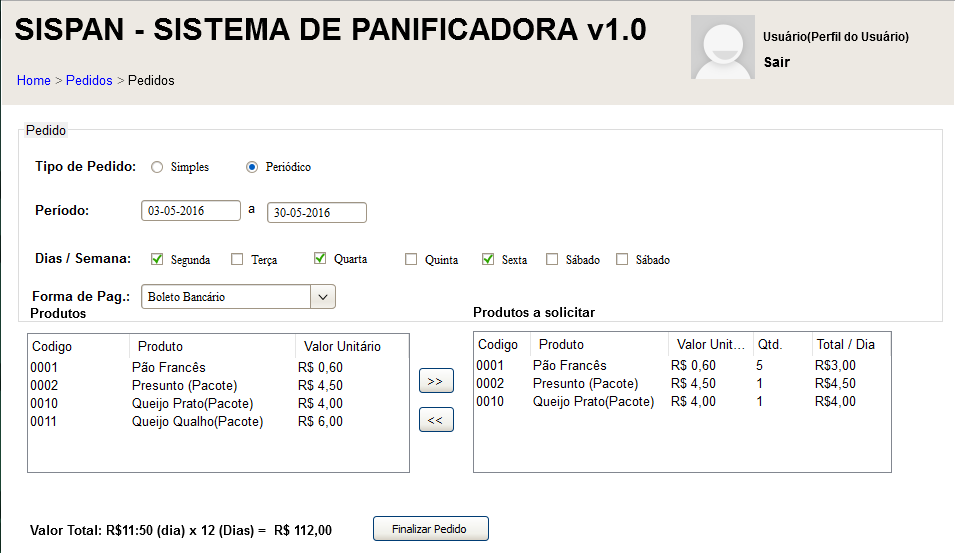 SISPAN - SISTEMA DE PANIFICADORA v1.0
Usuário(Perfil do Usuário)
Sair
Home > Pedidos > Pedidos
Pedido
Tipo de Pedido: Simples Periódico
Período: 03-05-2016 a 30-05-2016
Dias / Semana: Segunda Terça Quarta Quinta Sexta Sábado Sábado
Forma de Pag.: Boleto Bancário
Produtos
Codigo Produto Valor Unitário
0001 Pão Francês R$ 0,60
0002 Presunto (Pacote) R$ 4,50
0010 Queijo Prato(Pacote) R$ 4,00
0011 Queijo Qualho(Pacote) R$ 6,00
>>
<<
Produtos a solicitar
Codigo Produto Valor Unit... Qtd. Total / Dia
0001 Pão Francês R$ 0,60 5 R$3,00
0002 Presunto (Pacote) R$ 4,50 1 R$4,50
0010 Queijo Prato(Pacote) R$ 4,00 1 R$4,00
Valor Total: R$11:50 (dia) x 12 (Dias) = R$ 112,00
Finalizar Pedido